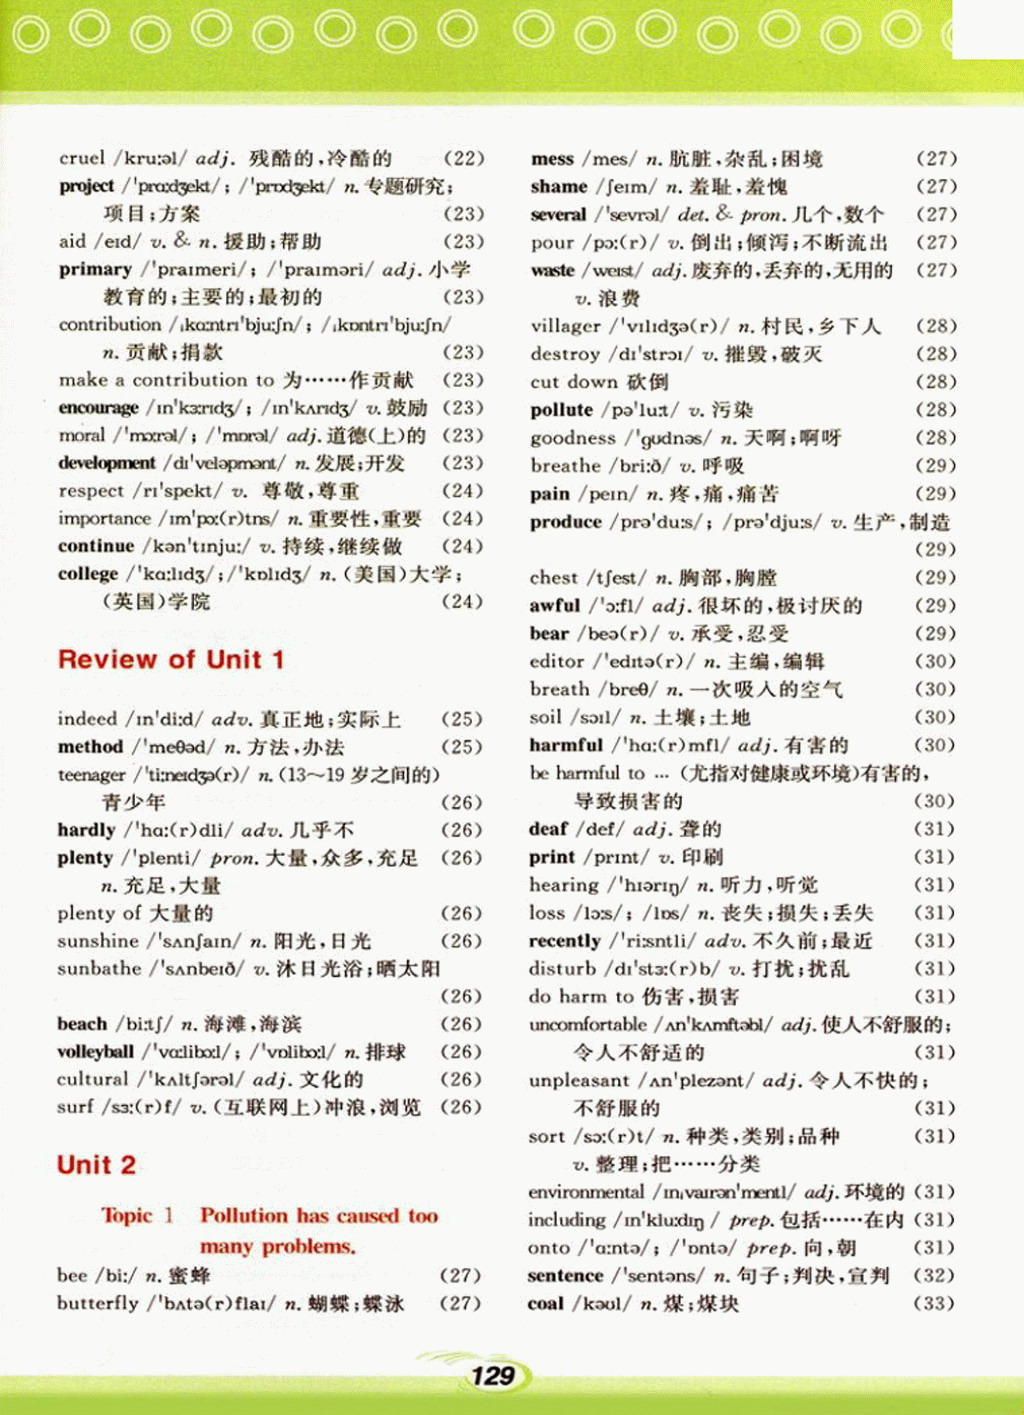 cruel /kruːəl/ adj. 残酷的,冷酷的 (22)
project /ˈprɑːdʒekt/; /ˈprɒdʒekt/ n. 专题研究;
项目;方案 (23)
aid /eɪd/ v. & n. 援助;帮助 (23)
primary /ˈpraɪmeri/; /ˈpraɪməri/ adj. 小学
教育的;主要的;最初的 (23)
contribution /ˌkɑːntrɪˈbjuːʃn/; /ˌkɒntrɪˈbjuːʃn/
n. 贡献;捐款 (23)
make a contribution to 为……作贡献 (23)
encourage /ɪnˈkɜːrɪdʒ/; /ɪnˈkʌrɪdʒ/ v. 鼓励 (23)
moral /ˈmɔːrəl/; /ˈmɒrəl/ adj. 道德(上)的 (23)
development /dɪˈveləpmənt/ n. 发展;开发 (23)
respect /rɪˈspekt/ v. 尊敬,尊重 (24)
importance /ɪmˈpɔː(r)tns/ n. 重要性,重要 (24)
continue /kənˈtɪnjuː/ v. 持续,继续做 (24)
college /ˈkɑːlɪdʒ/;/ˈkɒlɪdʒ/ n. (美国)大学;
(英国)学院 (24)
Review of Unit 1
indeed /ɪnˈdiːd/ adv. 真正地;实际上 (25)
method /ˈmeθəd/ n. 方法,办法 (25)
teenager /ˈtiːneɪdʒə(r)/ n. (13~19 岁之间的)
青少年 (26)
hardly /ˈhɑː(r)dli/ adv. 几乎不 (26)
plenty /ˈplenti/ pron. 大量,众多,充足 (26)
n. 充足,大量
plenty of 大量的 (26)
sunshine /ˈsʌnʃaɪn/ n. 阳光,日光 (26)
sunbathe /ˈsʌnbeɪð/ v. 沐日光浴;晒太阳
(26)
beach /biːtʃ/ n. 海滩,海滨 (26)
volleyball /ˈvɑːlibɔːl/; /ˈvɒlibɔːl/ n. 排球 (26)
cultural /ˈkʌltʃərəl/ adj. 文化的 (26)
surf /sɜː(r)f/ v. (互联网上)冲浪,浏览 (26)
Unit 2
Topic 1 Pollution has caused too
many problems.
bee /biː/ n. 蜜蜂 (27)
butterfly /ˈbʌtə(r)flaɪ/ n. 蝴蝶;蝶泳 (27)
mess /mes/ n. 肮脏,杂乱;困境 (27)
shame /ʃeɪm/ n. 羞耻,羞愧 (27)
several /ˈsevrəl/ det. & pron. 几个,数个 (27)
pour /pɔː(r)/ v. 倒出;倾泻;不断流出 (27)
waste /weɪst/ adj. 废弃的,丢弃的,无用的 (27)
v. 浪费
villager /ˈvɪlɪdʒə(r)/ n. 村民,乡下人 (28)
destroy /dɪˈstrɔɪ/ v. 摧毁,破灭 (28)
cut down 砍倒 (28)
pollute /pəˈluːt/ v. 污染 (28)
goodness /ˈɡʊdnəs/ n. 天啊;啊呀 (28)
breathe /briːð/ v. 呼吸 (29)
pain /peɪn/ n. 疼,痛,痛苦 (29)
produce /prəˈduːs/; /prəˈdjuːs/ v. 生产,制造
(29)
chest /tʃest/ n. 胸部,胸膛 (29)
awful /ˈɔːfl/ adj. 很坏的,极讨厌的 (29)
bear /beə(r)/ v. 承受,忍受 (29)
editor /ˈedɪtə(r)/ n. 主编,编辑 (30)
breath /breθ/ n. 一次吸入的空气 (30)
soil /sɔɪl/ n. 土壤;土地 (30)
harmful /ˈhɑː(r)mfl/ adj. 有害的 (30)
be harmful to … (尤指对健康或环境)有害的,
导致损害的 (30)
deaf /def/ adj. 聋的 (31)
print /prɪnt/ v. 印刷 (31)
hearing /ˈhɪərɪŋ/ n. 听力,听觉 (31)
loss /lɔːs/; /lɒs/ n. 丧失;损失;丢失 (31)
recently /ˈriːsntli/ adv. 不久前;最近 (31)
disturb /dɪˈstɜː(r)b/ v. 打扰;扰乱 (31)
do harm to 伤害,损害 (31)
uncomfortable /ʌnˈkʌmftəbl/ adj. 使人不舒服的;
令人不舒适的 (31)
unpleasant /ʌnˈplezənt/ adj. 令人不快的;
不舒服的 (31)
sort /sɔː(r)t/ n. 种类,类别;品种 (31)
v. 整理;把……分类
environmental /ɪnˌvaɪrənˈmentl/ adj. 环境的 (31)
including /ɪnˈkluːdɪŋ / prep. 包括……在内 (31)
onto /ˈɑːntə/; /ˈɒntə/ prep. 向,朝 (31)
sentence /ˈsentəns/ n. 句子;判决,宣判 (32)
coal /kəʊl/ n. 煤;煤块 (33)
129